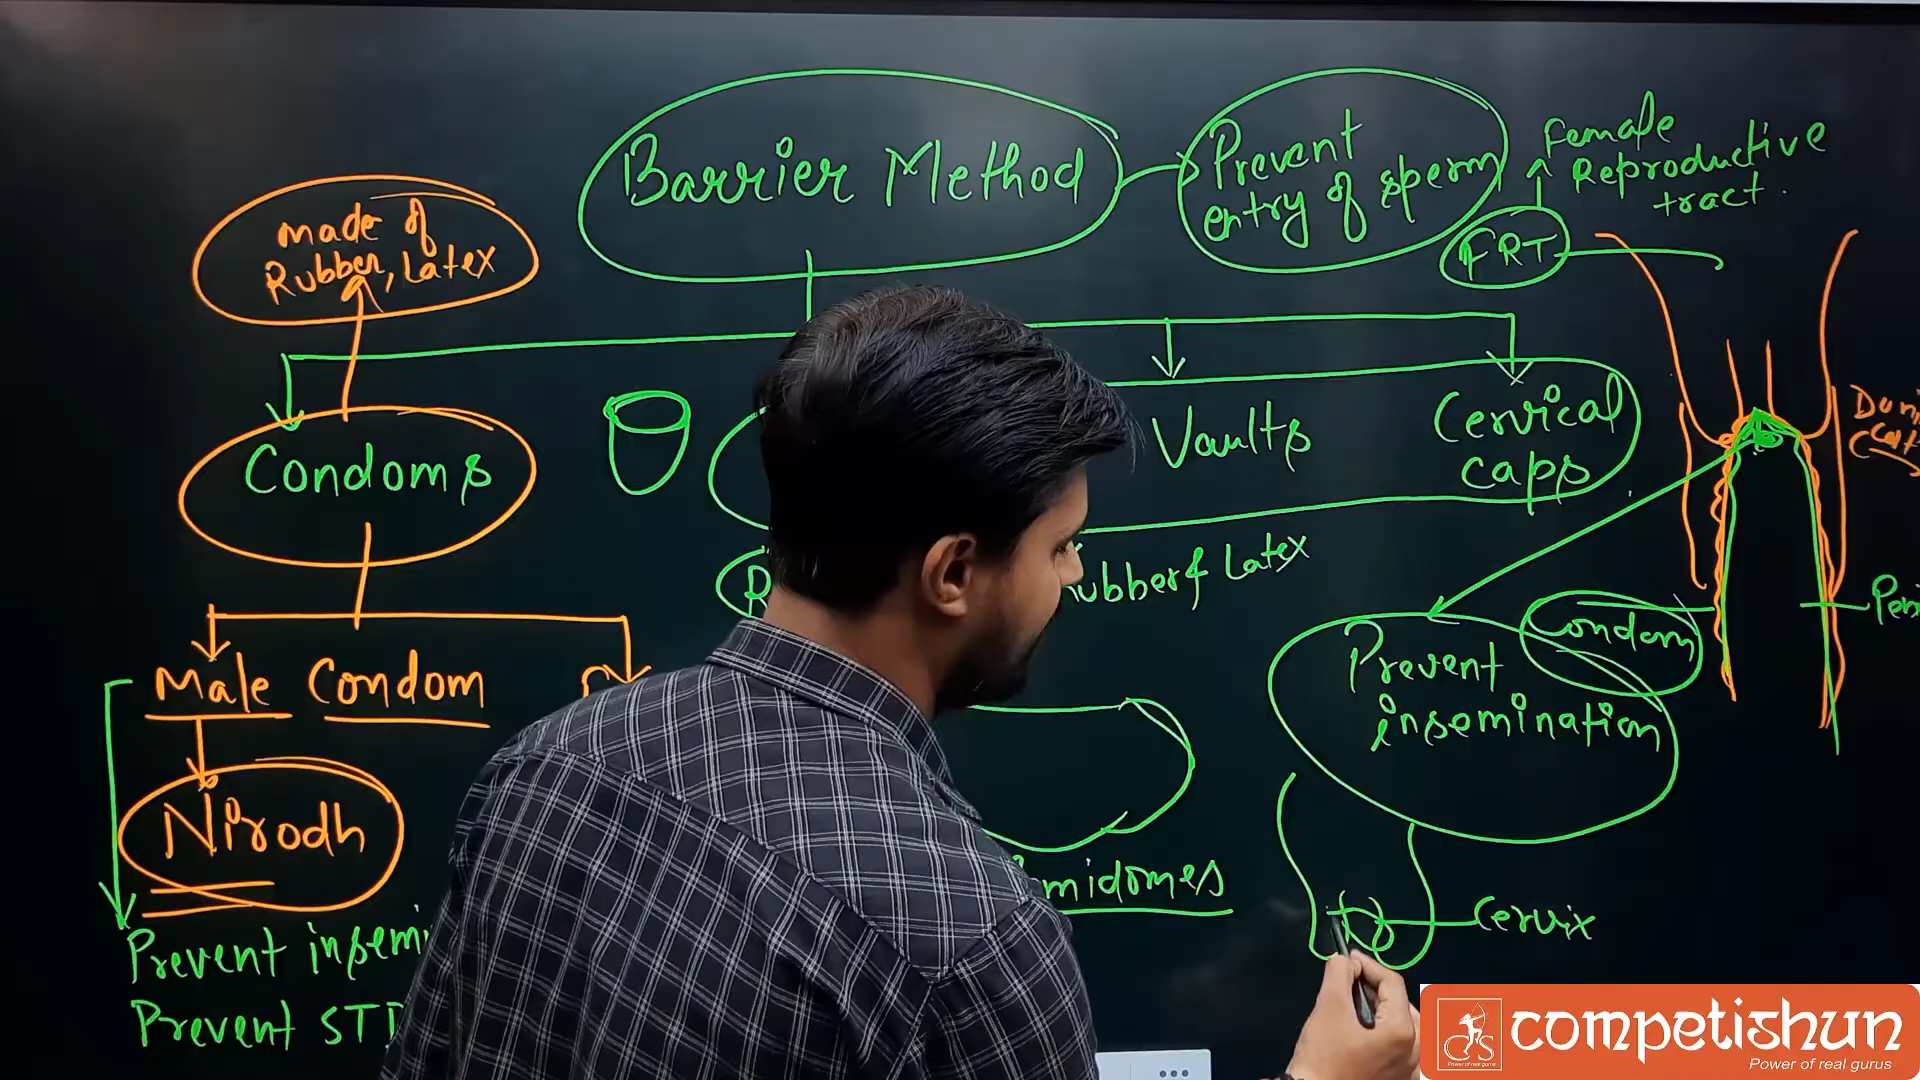 Barrier Method
Prevent
entry of sperm
Female
Reproductive
tract.
FRT
made of
Rubber, Latex
Condoms
Vaults
Cervical
caps
Rubber & Latex
Male Condom
Nirodh
Prevent insemi
Prevent STD
midomes
Prevent
insemination
Condom
Cervix
competishun
Power of real gurus